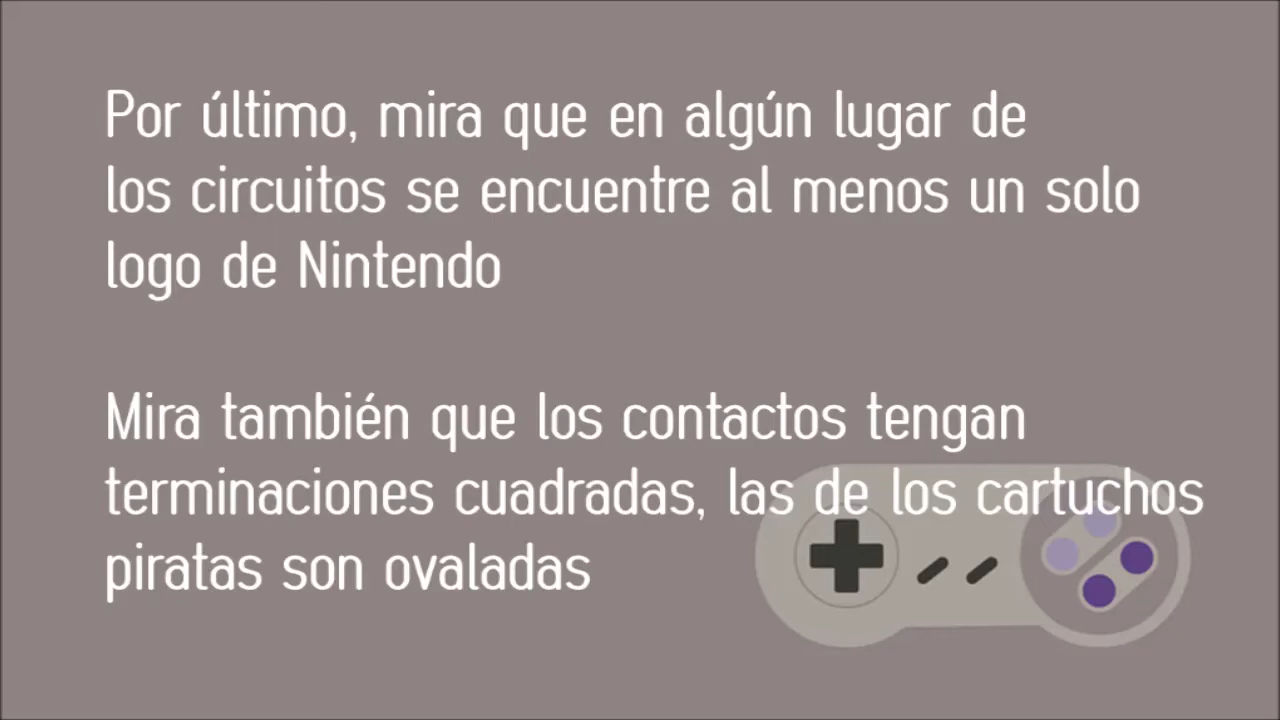 Por último, mira que en algún lugar de
los circuitos se encuentre al menos un solo
logo de Nintendo
Mira también que los contactos tengan
terminaciones cuadradas, las de los cartuchos
piratas son ovaladas